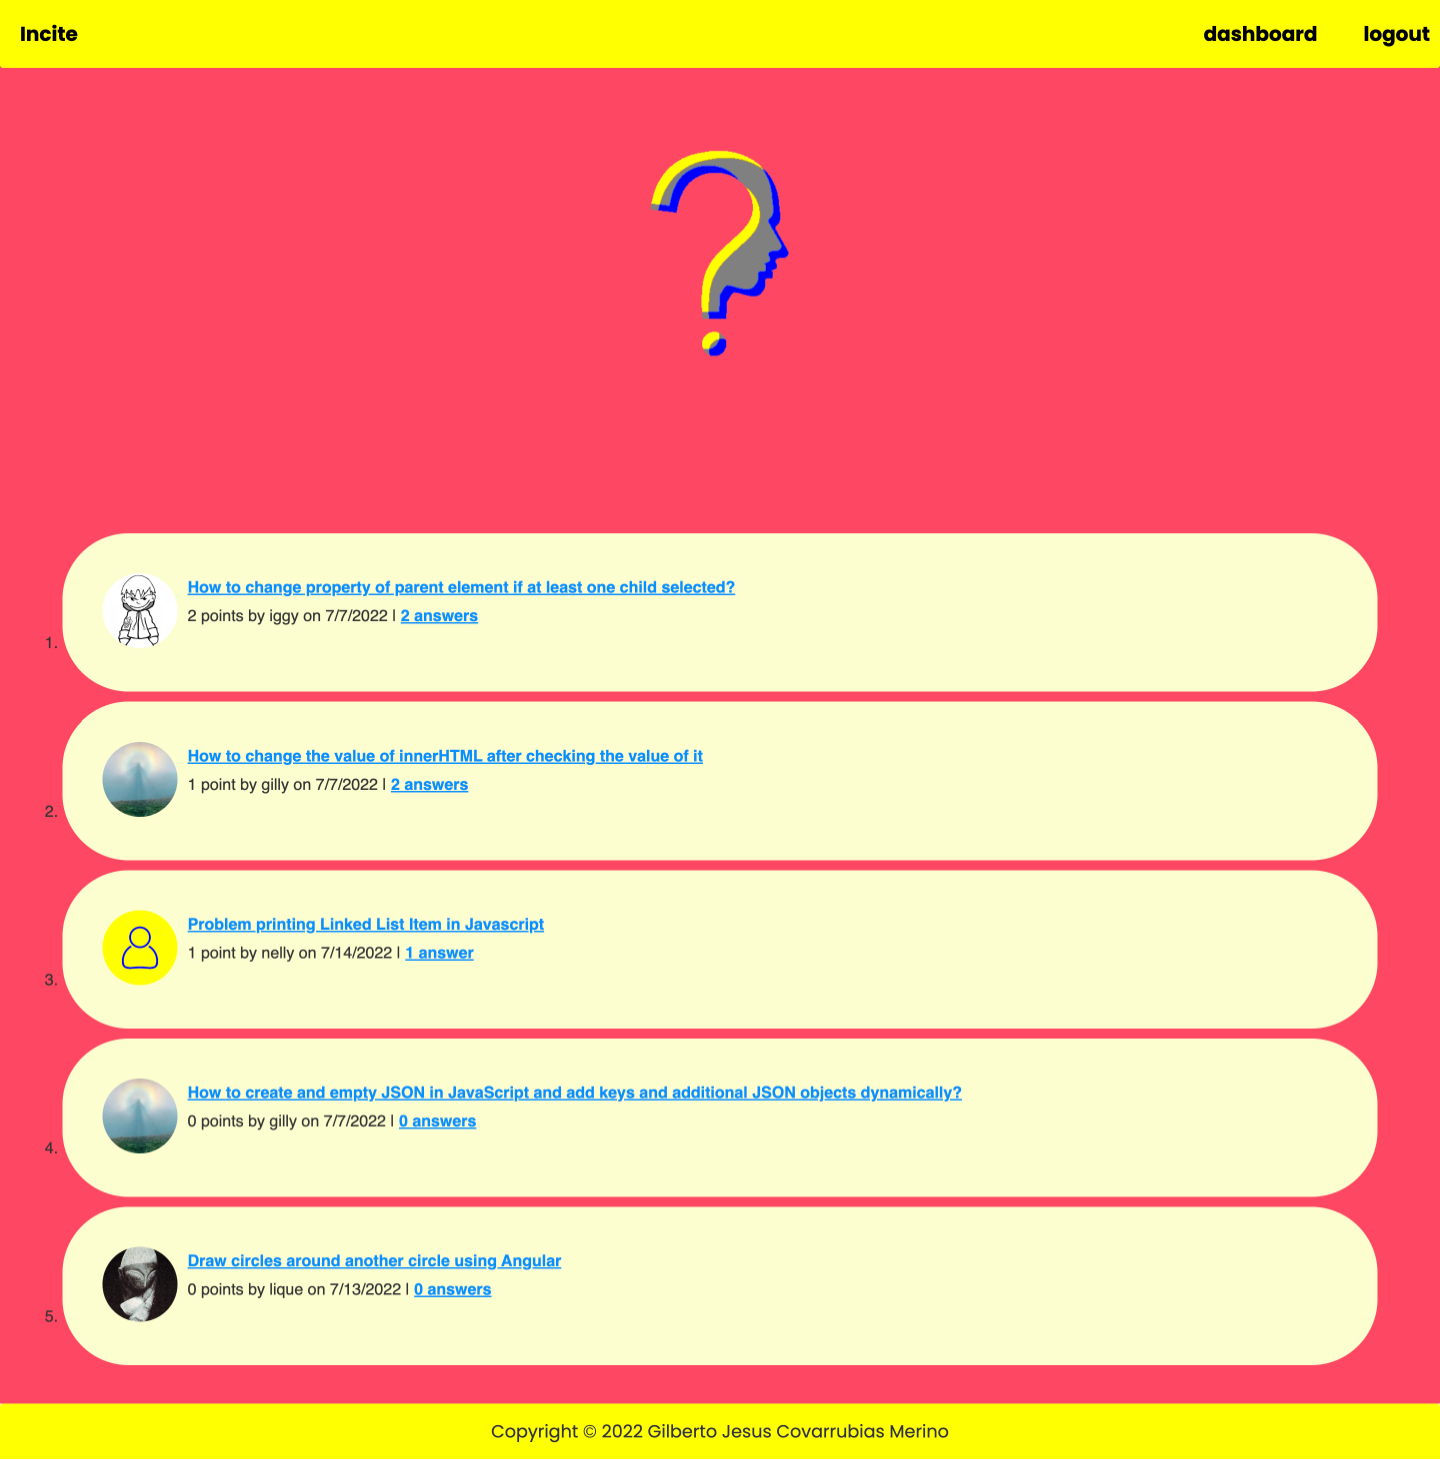 Incite dashboard logout
1. How to change property of parent element if at least one child selected?
2 points by iggy on 7/7/2022 | 2 answers
2. How to change the value of innerHTML after checking the value of it
1 point by gilly on 7/7/2022 | 2 answers
3. Problem printing Linked List Item in Javascript
1 point by nelly on 7/14/2022 | 1 answer
4. How to create and empty JSON in JavaScript and add keys and additional JSON objects dynamically?
0 points by gilly on 7/7/2022 | 0 answers
5. Draw circles around another circle using Angular
0 points by lique on 7/13/2022 | 0 answers
Copyright © 2022 Gilberto Jesus Covarrubias Merino